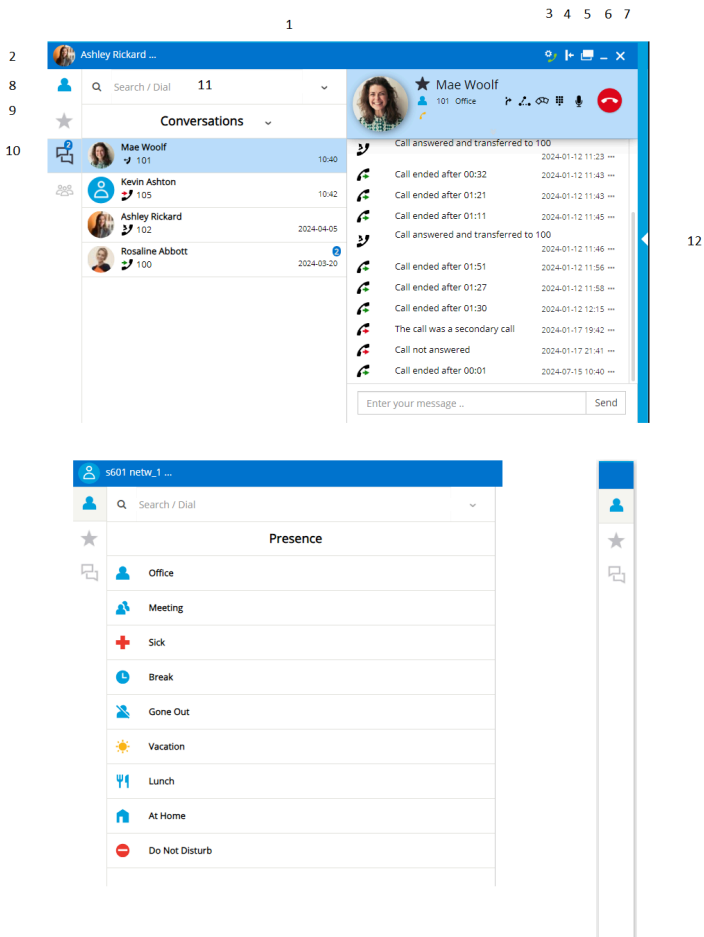 1
3 4 5 6 7
2
Ashley Rickard ...
8
Search / Dial
11
Mae Woolf
101 Office
9
Conversations
10
2
Mae Woolf
101
10:40
Kevin Ashton
105
10:42
Ashley Rickard
102
2024-04-05
Rosaline Abbott
2
100
2024-03-20
Call answered and transferred to 100
2024-01-12 11:23 ···
Call ended after 00:32
2024-01-12 11:43 ···
Call ended after 01:21
2024-01-12 11:43 ···
Call ended after 01:11
2024-01-12 11:45 ···
Call answered and transferred to 100
2024-01-12 11:46 ···
12
Call ended after 01:51
2024-01-12 11:56 ···
Call ended after 01:27
2024-01-12 11:58 ···
Call ended after 01:30
2024-01-12 12:15 ···
The call was a secondary call
2024-01-17 19:42 ···
Call not answered
2024-01-17 21:41 ···
Call ended after 00:01
2024-07-15 10:40 ···
Enter your message ..
Send
s601 netw_1 ...
Search / Dial
Presence
Office
Meeting
Sick
Break
Gone Out
Vacation
Lunch
At Home
Do Not Disturb